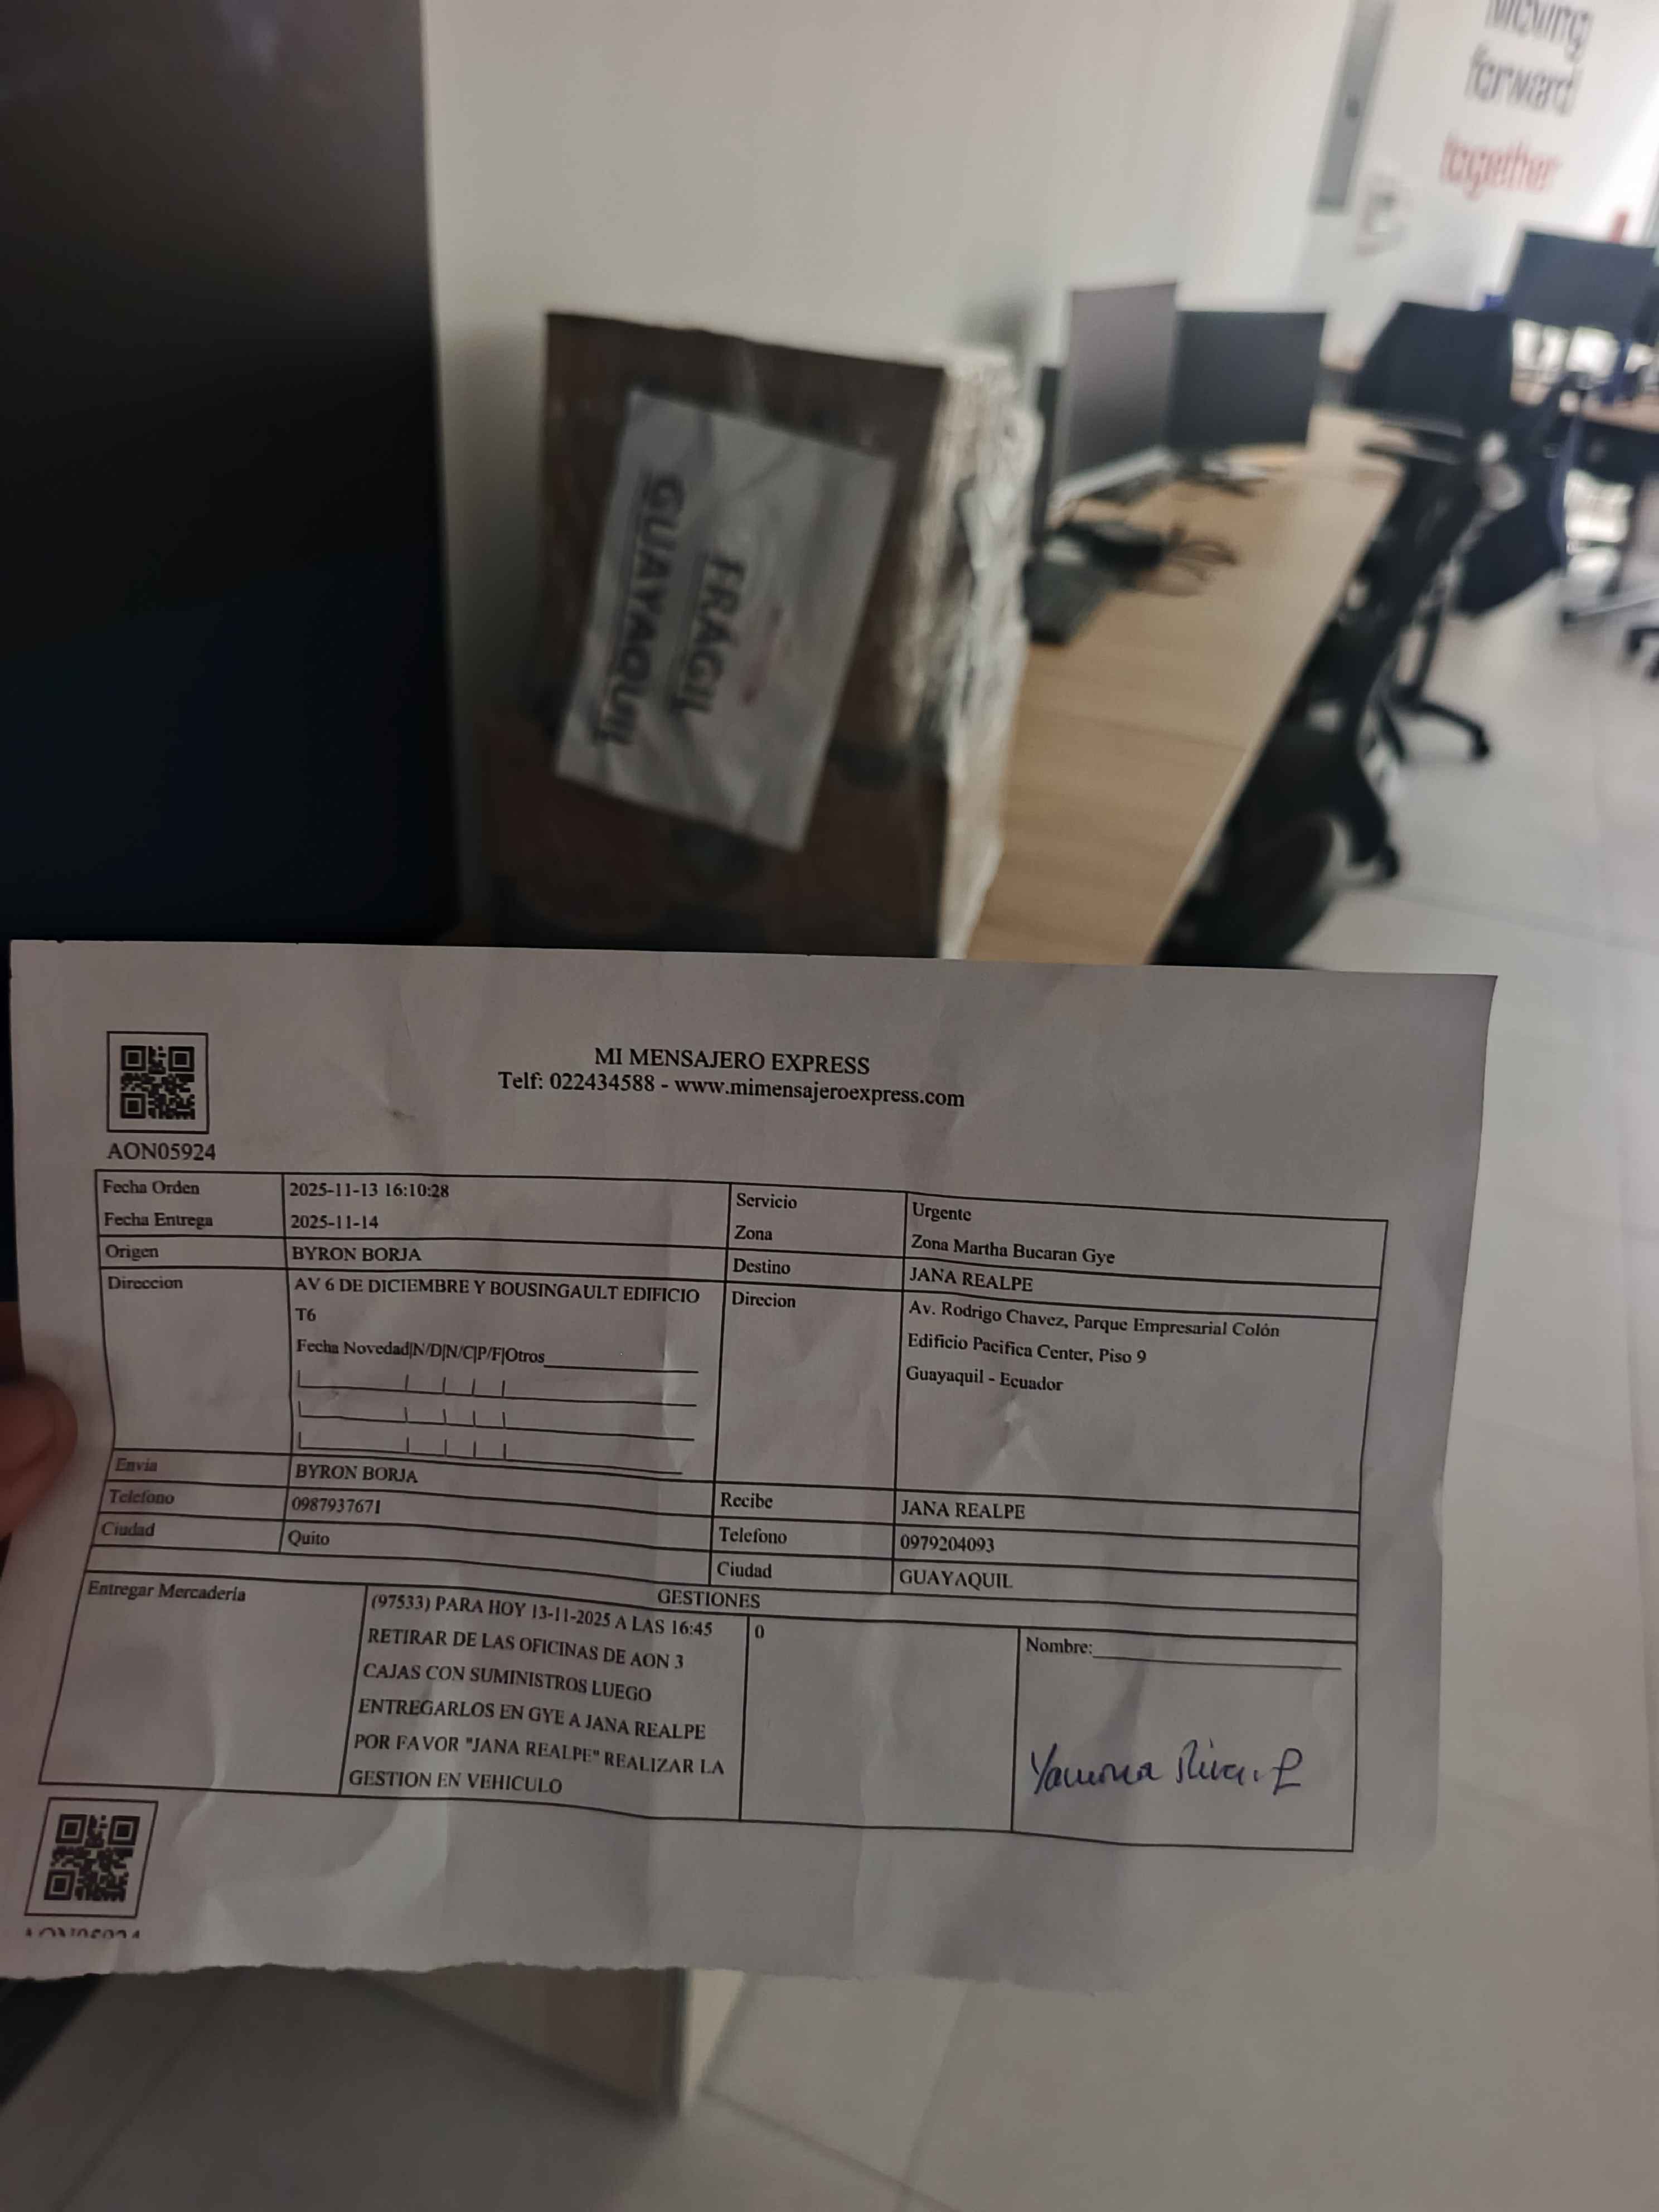 Moving
forward
together
FRÁGIL
GUAYAQUIL
MI MENSAJERO EXPRESS
Telf: 022434588 - www.mimensajeroexpress.com
AON05924
Fecha Orden 2025-11-13 16:10:28 Servicio Urgente
Fecha Entrega 2025-11-14 Zona Zona Martha Bucaran Gye
Origen BYRON BORJA Destino JANA REALPE
Direccion AV 6 DE DICIEMBRE Y BOUSINGAULT EDIFICIO Direcion Av. Rodrigo Chavez, Parque Empresarial Colón
T6 Edificio Pacifica Center, Piso 9
Fecha Novedad|N/D|N/C|P/F|Otros Guayaquil - Ecuador
Envia BYRON BORJA Recibe JANA REALPE
Telefono 0987937671 Telefono 0979204093
Ciudad Quito Ciudad GUAYAQUIL
GESTIONES
Entregar Mercaderia (97533) PARA HOY 13-11-2025 A LAS 16:45 0 Nombre:
RETIRAR DE LAS OFICINAS DE AON 3
CAJAS CON SUMINISTROS LUEGO
ENTREGARLOS EN GYE A JANA REALPE
POR FAVOR "JANA REALPE" REALIZAR LA
GESTION EN VEHICULO
AON05924